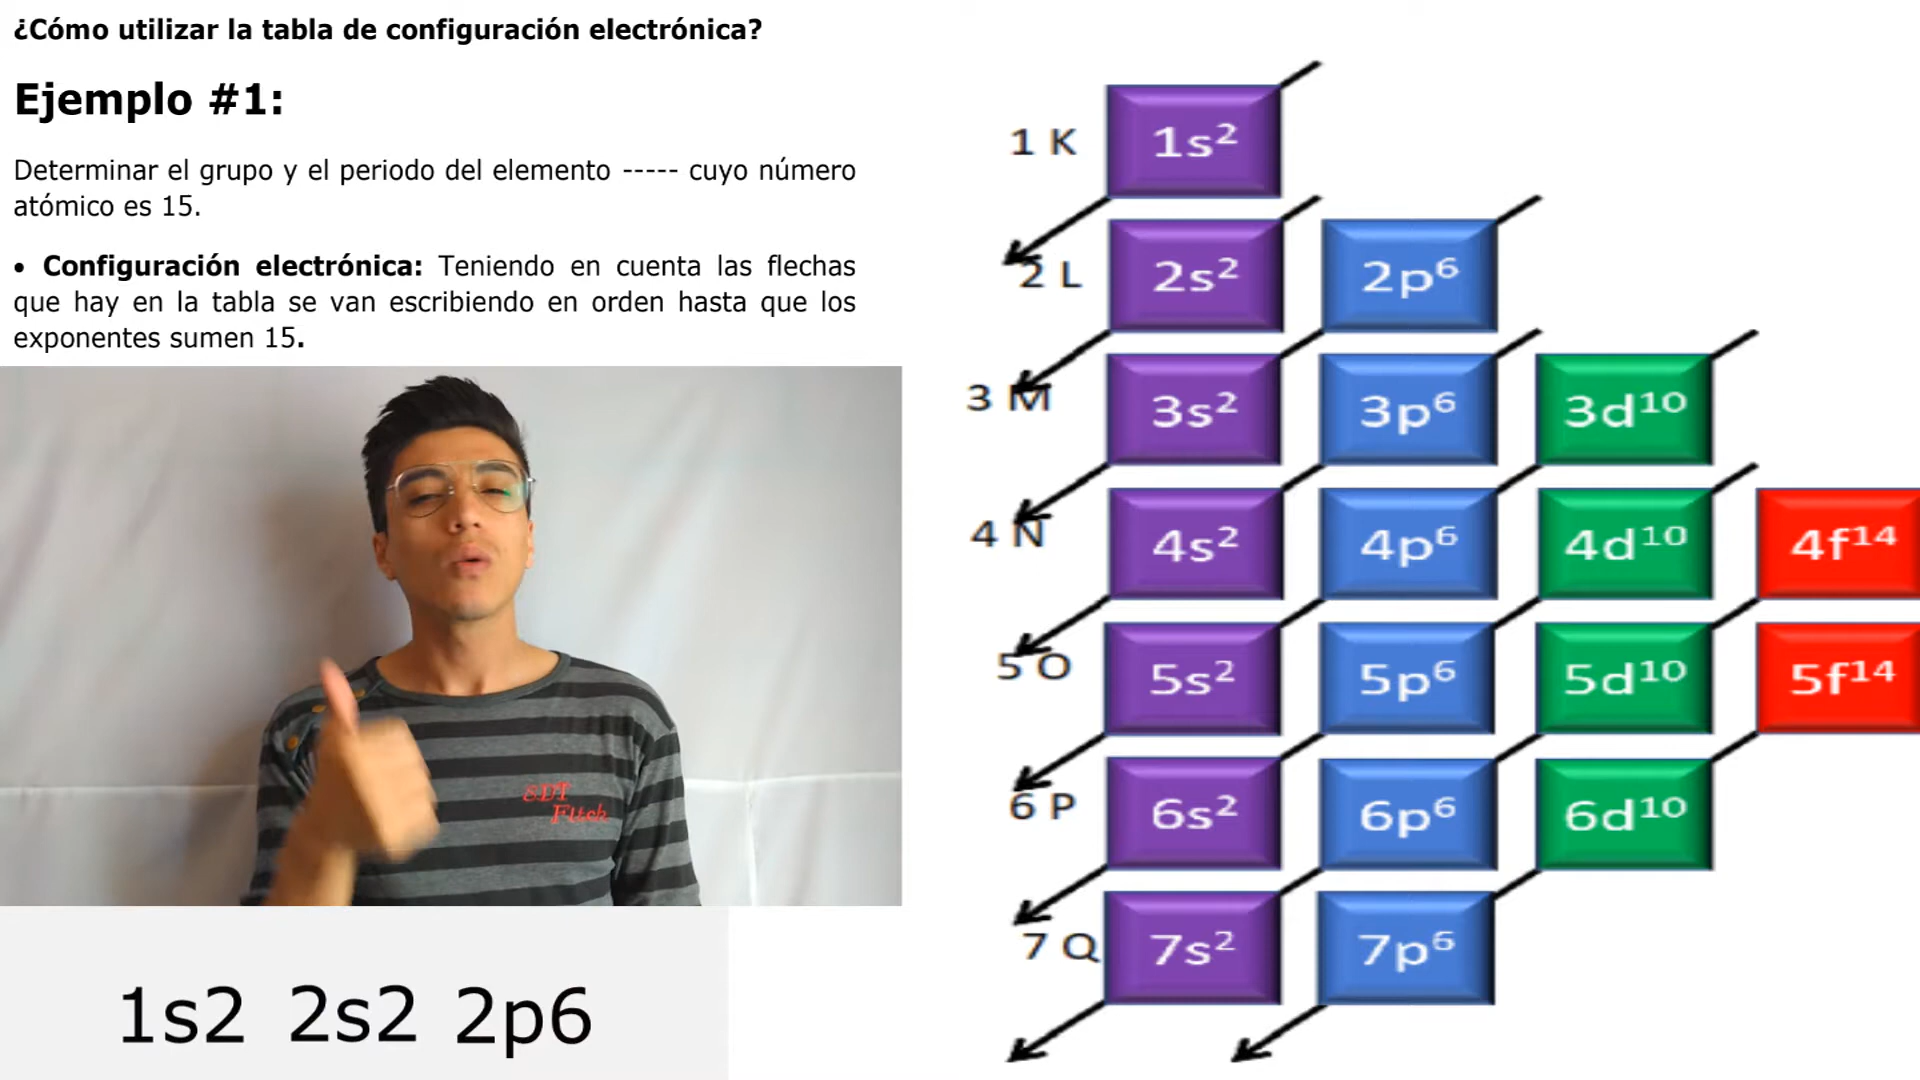 ¿Cómo utilizar la tabla de configuración electrónica?
Ejemplo #1:
Determinar el grupo y el periodo del elemento ----- cuyo número
atómico es 15.
• Configuración electrónica: Teniendo en cuenta las flechas
que hay en la tabla se van escribiendo en orden hasta que los
exponentes sumen 15.
1s2 2s2 2p6
1 K 1s²
2 L 2s² 2p⁶
3 M 3s² 3p⁶ 3d¹⁰
4 N 4s² 4p⁶ 4d¹⁰ 4f¹⁴
5 O 5s² 5p⁶ 5d¹⁰ 5f¹⁴
6 P 6s² 6p⁶ 6d¹⁰
7 Q 7s² 7p⁶